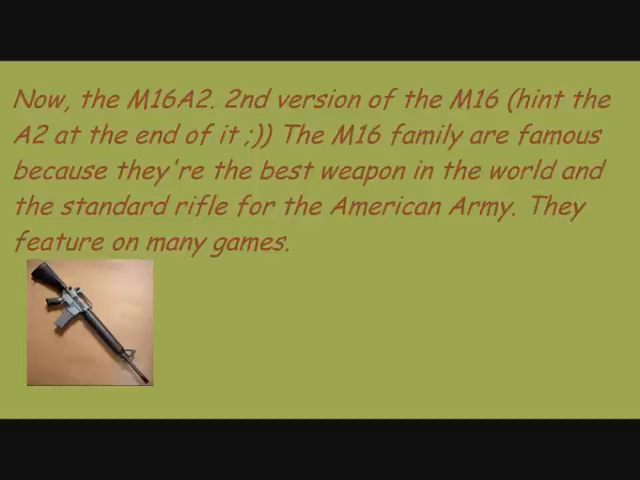 Now, the M16A2. 2nd version of the M16 (hint the
A2 at the end of it ;)) The M16 family are famous
because they're the best weapon in the world and
the standard rifle for the American Army. They
feature on many games.